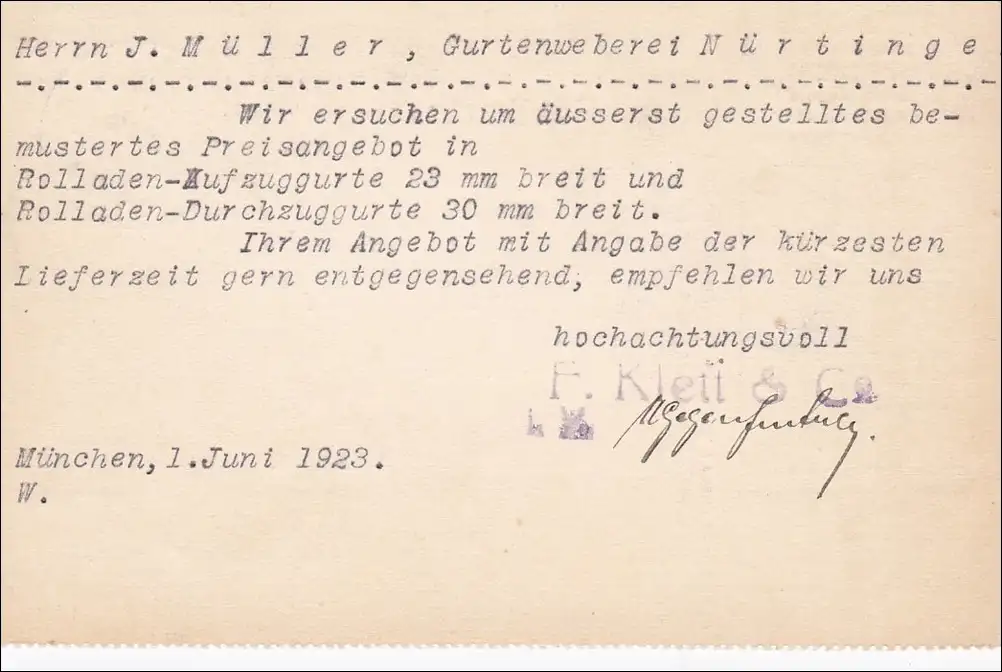 Herrn J. M ü l l e r , Gurtenweberei N ü r t i n g e
-.-.-.-.-.-.-.-.-.-.-.-.-.-.-.-.-.-.-.-.-.-.-.-.-.-.-
Wir ersuchen um äusserst gestelltes be-
mustertes Preisangebot in
Rolladen-Aufzuggurte 23 mm breit und
Rolladen-Durchzuggurte 30 mm breit.
Ihrem Angebot mit Angabe der kürzesten
Lieferzeit gern entgegensehend, empfehlen wir uns
hochachtungsvoll
F. Kleii & Co
München, 1.Juni 1923.
W.